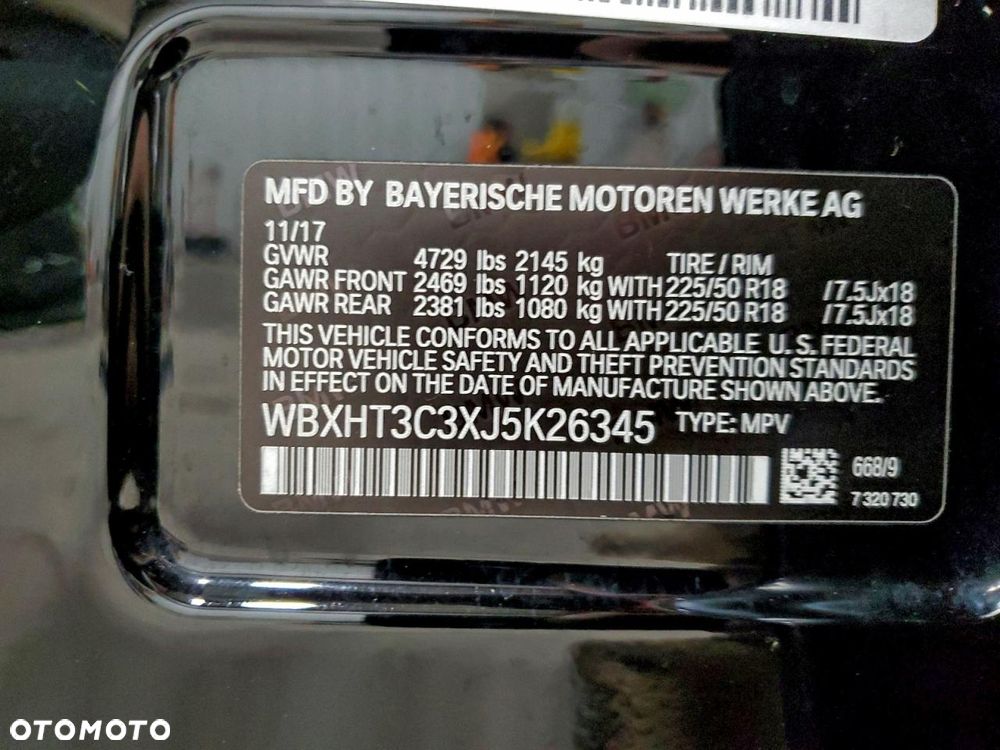 MFD BY BAYERISCHE MOTOREN WERKE AG
11/17
GVWR 4729 lbs 2145 kg TIRE / RIM
GAWR FRONT 2469 lbs 1120 kg WITH 225/50 R18 /7.5Jx18
GAWR REAR 2381 lbs 1080 kg WITH 225/50 R18 /7.5Jx18
THIS VEHICLE CONFORMS TO ALL APPLICABLE U.S. FEDERAL
MOTOR VEHICLE SAFETY AND THEFT PREVENTION STANDARDS
IN EFFECT ON THE DATE OF MANUFACTURE SHOWN ABOVE.
WBXHT3C3XJ5K26345 TYPE: MPV
668/9
7 320 730
OTOMOTO